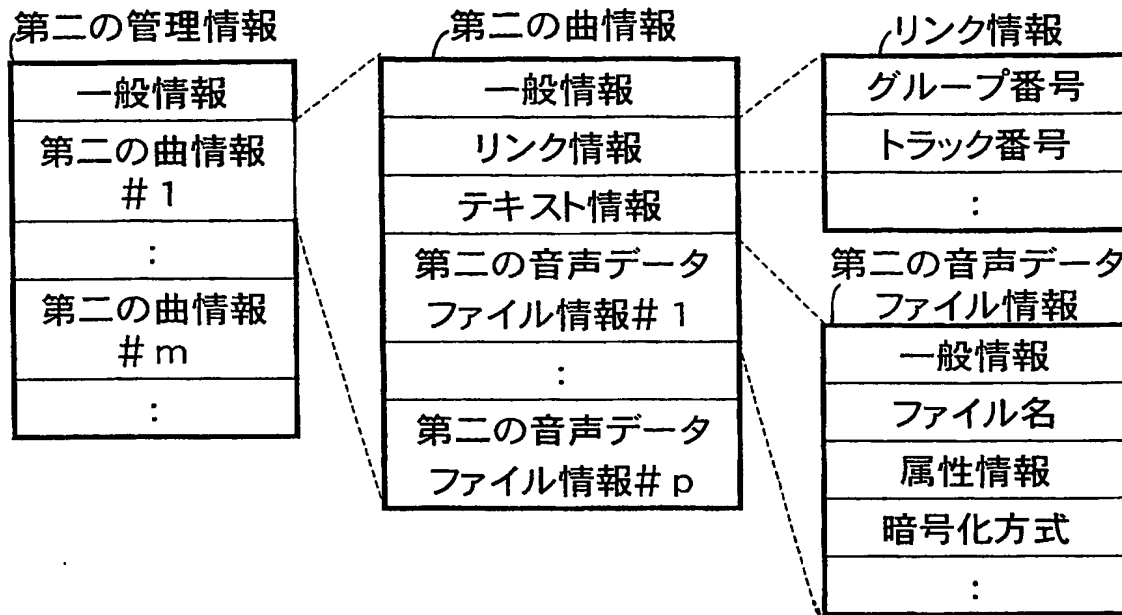 第二の管理情報
一般情報
第二の曲情報
#1
:
第二の曲情報
#m
:
第二の曲情報
一般情報
リンク情報
テキスト情報
第二の音声データ
ファイル情報#1
:
第二の音声データ
ファイル情報#p
リンク情報
グループ番号
トラック番号
:
第二の音声データ
ファイル情報
一般情報
ファイル名
属性情報
暗号化方式
: